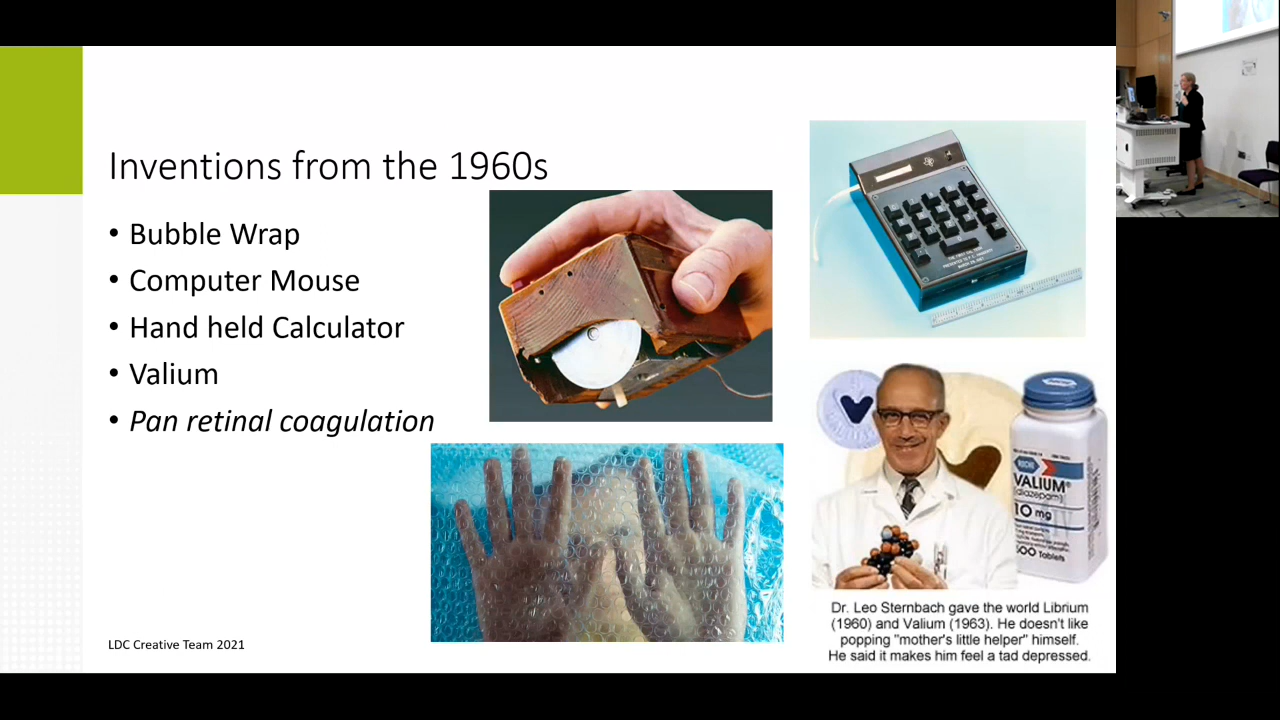 Inventions from the 1960s
• Bubble Wrap
• Computer Mouse
• Hand held Calculator
• Valium
• Pan retinal coagulation
ROCHE
VALIUM®
(diazepam)
10 mg
500 Tablets
Dr. Leo Sternbach gave the world Librium
(1960) and Valium (1963). He doesn't like
popping "mother's little helper" himself.
He said it makes him feel a tad depressed.
LDC Creative Team 2021